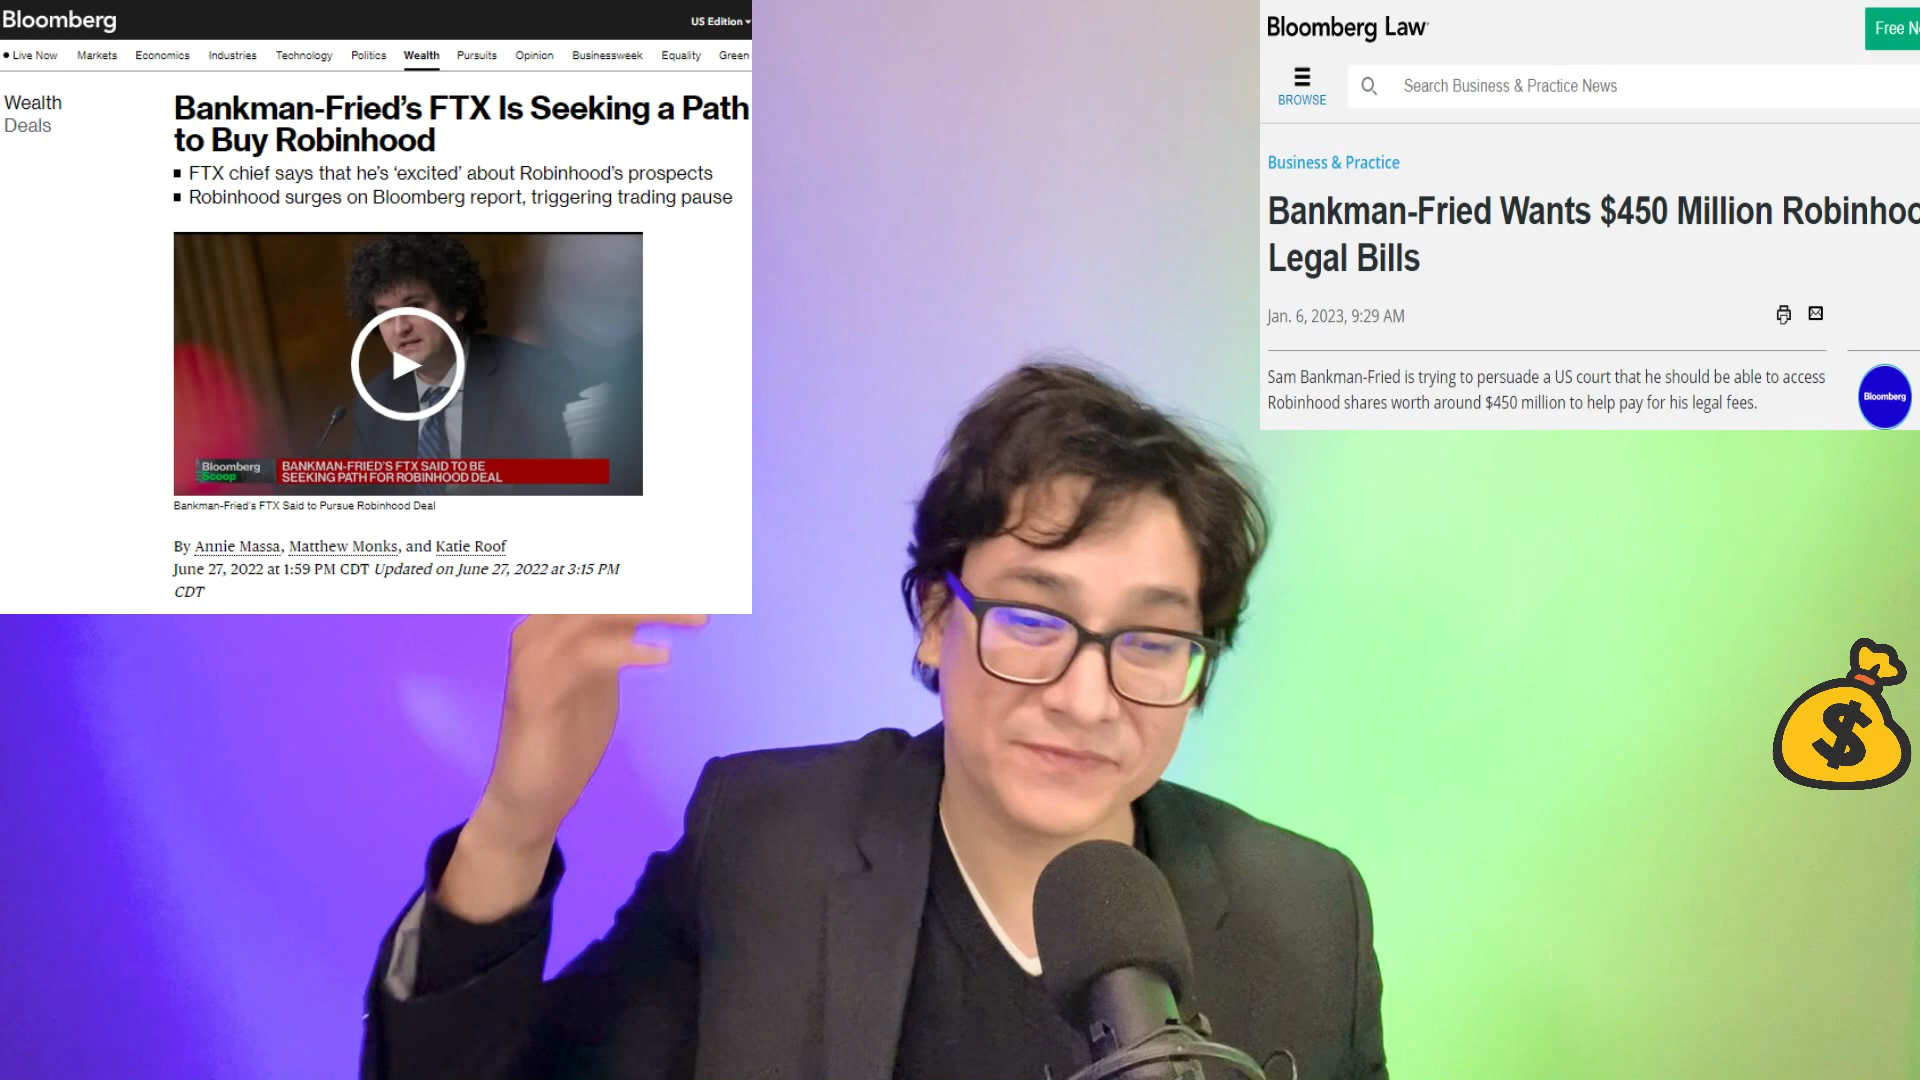 Bloomberg
US Edition
Live Now Markets Economics Industries Technology Politics Wealth Pursuits Opinion Businessweek Equality Green
Wealth
Deals
Bankman-Fried's FTX Is Seeking a Path
to Buy Robinhood
FTX chief says that he's ‘excited’ about Robinhood's prospects
Robinhood surges on Bloomberg report, triggering trading pause
Bloomberg
Scoop
BANKMAN-FRIED'S FTX SAID TO BE
SEEKING PATH FOR ROBINHOOD DEAL
Bankman-Fried's FTX Said to Pursue Robinhood Deal
By Annie Massa, Matthew Monks, and Katie Roof
June 27, 2022 at 1:59 PM CDT Updated on June 27, 2022 at 3:15 PM
CDT
Bloomberg Law
Free
BROWSE
Search Business & Practice News
Business & Practice
Bankman-Fried Wants $450 Million Robinhoo
Legal Bills
Jan. 6, 2023, 9:29 AM
Sam Bankman-Fried is trying to persuade a US court that he should be able to access
Robinhood shares worth around $450 million to help pay for his legal fees.
Bloomberg
$